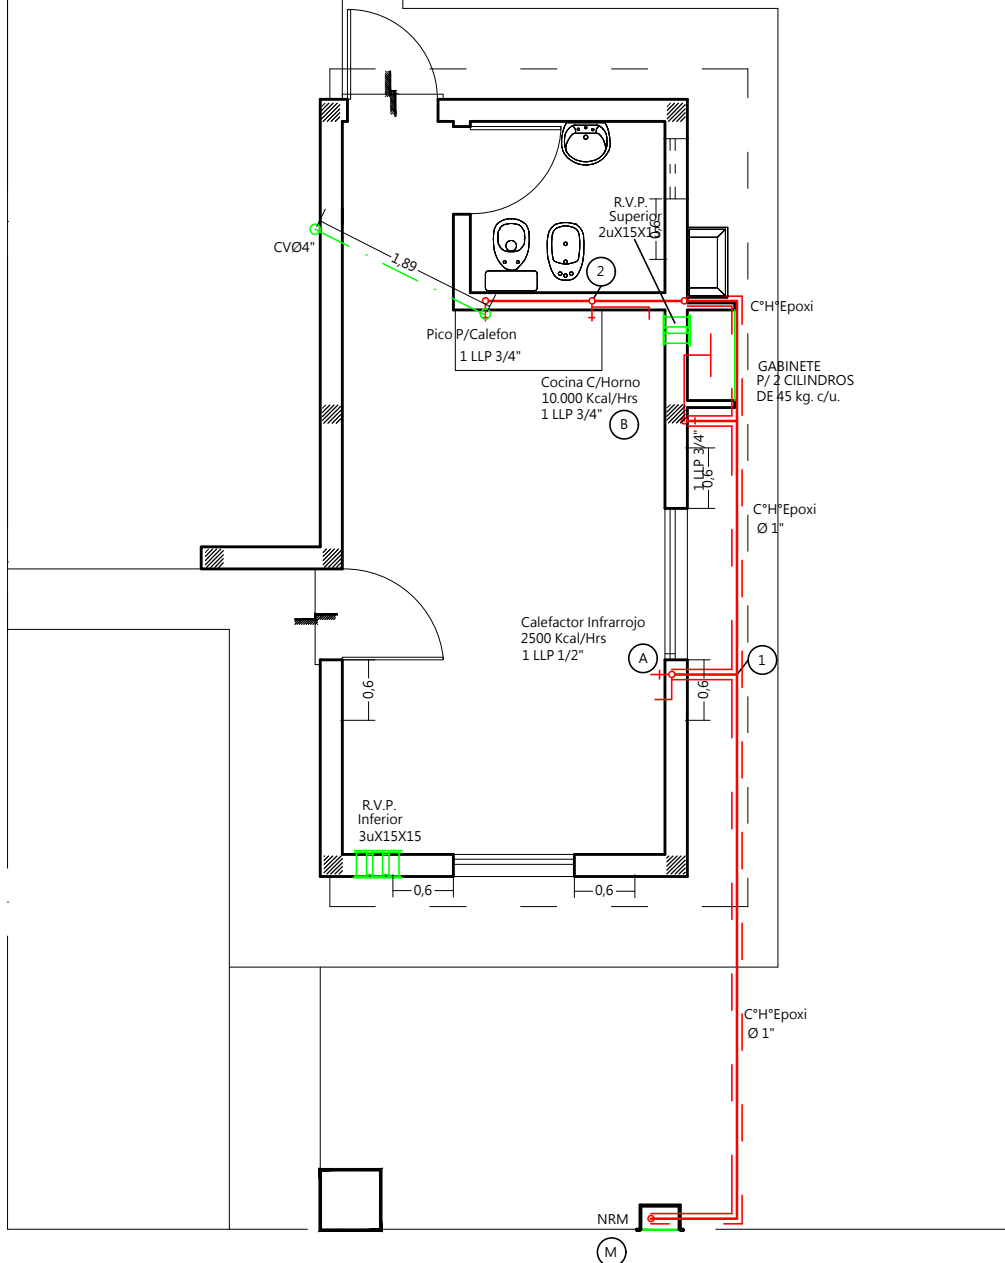 R.V.P.
Superior
2uX15X15
0,6
CVØ4"
1,89
2
C°H°Epoxi
Pico P/Calefon
1 LLP 3/4"
GABINETE
P/ 2 CILINDROS
DE 45 kg. c/u.
Cocina C/Horno
10.000 Kcal/Hrs
1 LLP 3/4"
B
1 LLP 3/4"
0,6
C°H°Epoxi
Ø 1"
Calefactor Infrarrojo
2500 Kcal/Hrs
1 LLP 1/2"
A
1
0,6
0,6
R.V.P.
Inferior
3uX15X15
0,6
0,6
C°H°Epoxi
Ø 1"
NRM
M